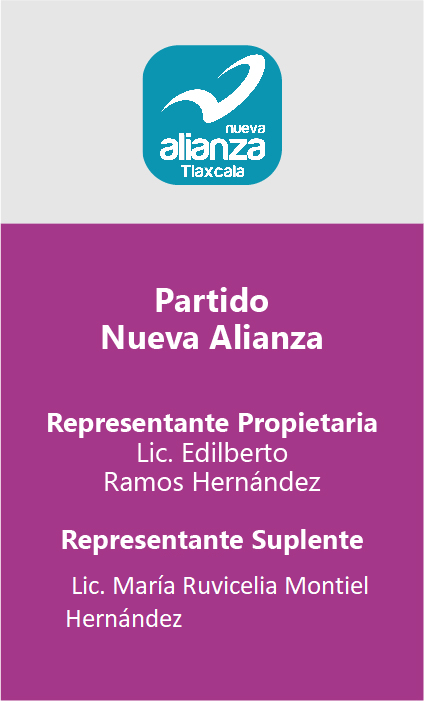 nueva
alianza
Tlaxcala
Partido
Nueva Alianza
Representante Propietaria
Lic. Edilberto
Ramos Hernández
Representante Suplente
Lic. María Ruvicelia Montiel
Hernández